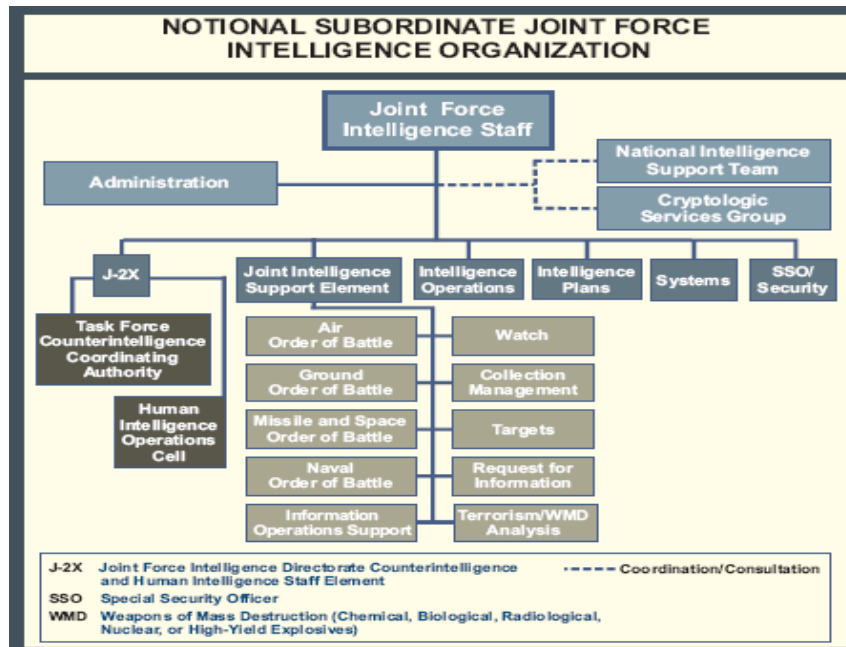 NOTIONAL SUBORDINATE JOINT FORCE
INTELLIGENCE ORGANIZATION
Joint Force
Intelligence Staff
Administration
National Intelligence
Support Team
Cryptologic
Services Group
J-2X
Joint Intelligence
Support Element
Intelligence
Operations
Intelligence
Plans
Systems
SSO/
Security
Task Force
Counterintelligence
Coordinating
Authority
Human
Intelligence
Operations
Cell
Air
Order of Battle
Watch
Ground
Order of Battle
Collection
Management
Missile and Space
Order of Battle
Targets
Naval
Order of Battle
Request for
Information
Information
Operations Support
Terrorism/WMD
Analysis
J-2X Joint Force Intelligence Directorate Counterintelligence
and Human Intelligence Staff Element
Coordination/Consultation
SSO Special Security Officer
WMD Weapons of Mass Destruction (Chemical, Biological, Radiological,
Nuclear, or High-Yield Explosives)